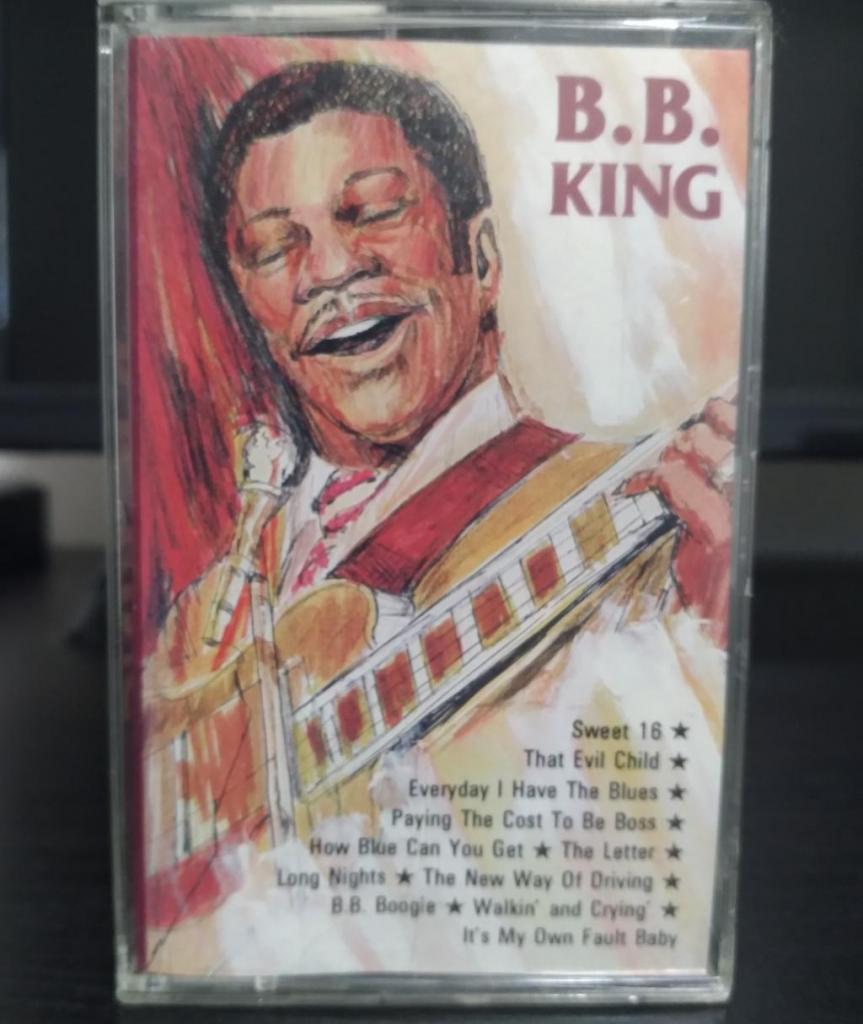 B.B.
KING
Sweet 16 ★
That Evil Child ★
Everyday I Have The Blues ★
Paying The Cost To Be Boss ★
How Blue Can You Get ★ The Letter ★
Long Nights ★ The New Way Of Driving ★
B.B. Boogie ★ Walkin' and Crying' ★
It's My Own Fault Baby